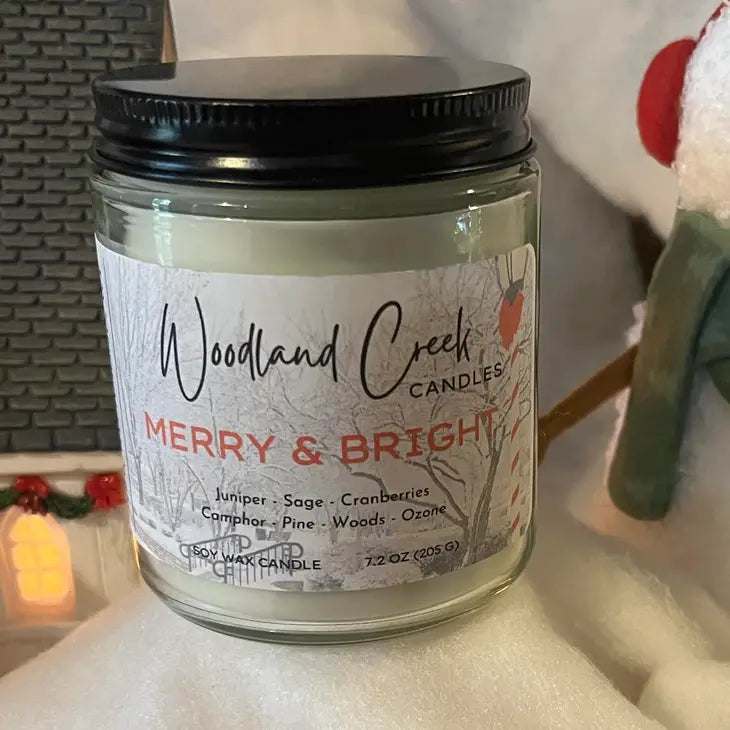 Woodland Creek
CANDLES
MERRY & BRIGHT
Juniper - Sage - Cranberries
Camphor - Pine - Woods - Ozone
SOY WAX CANDLE 7.2 OZ (205 G)